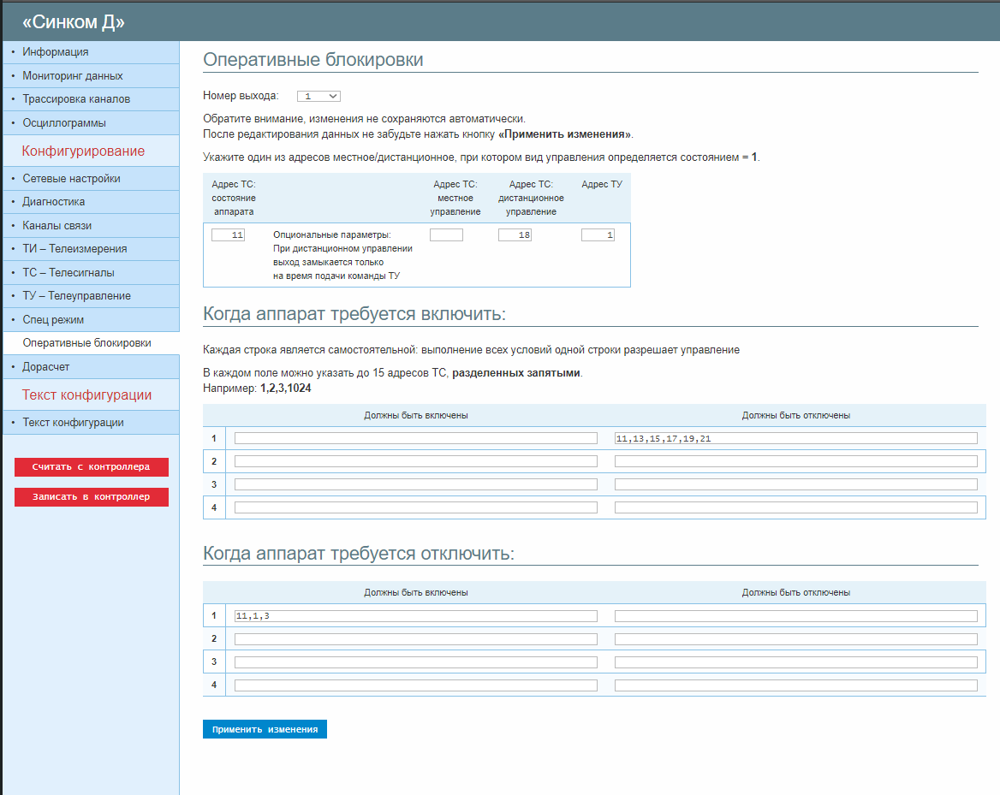 «Синком Д»
• Информация
• Мониторинг данных
• Трассировка каналов
• Осциллограммы
Конфигурирование
• Сетевые настройки
• Диагностика
• Каналы связи
• ТИ – Телеизмерения
• ТС – Телесигналы
• ТУ – Телеуправление
• Спец режим
Оперативные блокировки
• Дорасчет
Текст конфигурации
• Текст конфигурации
Считать с контроллера
Записать в контроллер
Оперативные блокировки
Номер выхода: 1
Обратите внимание, изменения не сохраняются автоматически.
После редактирования данных не забудьте нажать кнопку «Применить изменения».
Укажите один из адресов местное/дистанционное, при котором вид управления определяется состоянием = 1.
Адрес ТС:
состояние
аппарата
Адрес ТС:
местное
управление
Адрес ТС:
дистанционное
управление
Адрес ТУ
11
Опциональные параметры:
При дистанционном управлении
выход замыкается только
на время подачи команды ТУ
18
1
Когда аппарат требуется включить:
Каждая строка является самостоятельной: выполнение всех условий одной строки разрешает управление
В каждом поле можно указать до 15 адресов ТС, разделенных запятыми.
Например: 1,2,3,1024
Должны быть включены Должны быть отключены
1 11,13,15,17,19,21
2
3
4
Когда аппарат требуется отключить:
Должны быть включены Должны быть отключены
1 11,1,3
2
3
4
Применить изменения